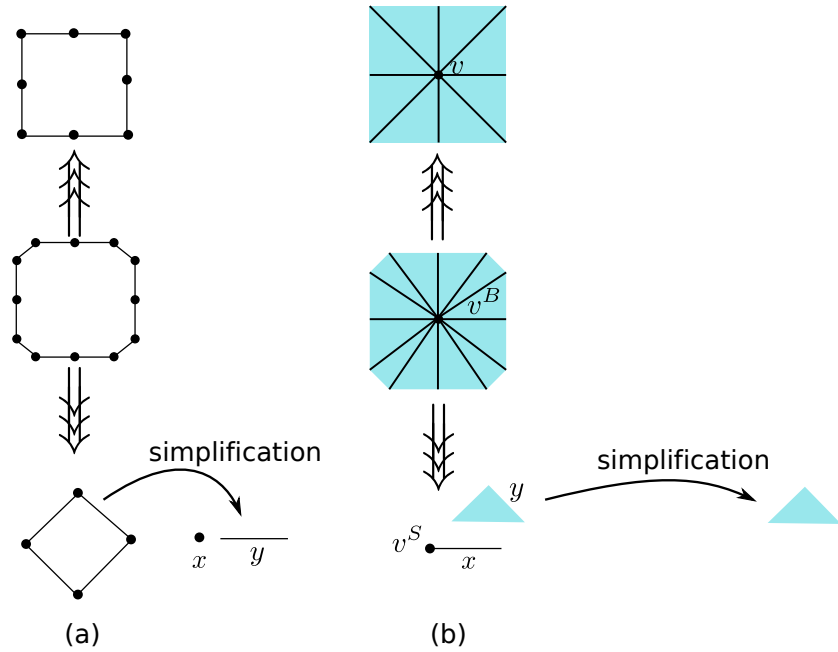 v
v^B
simplification
x
y
(a)
simplification
y
v^S
x
(b)